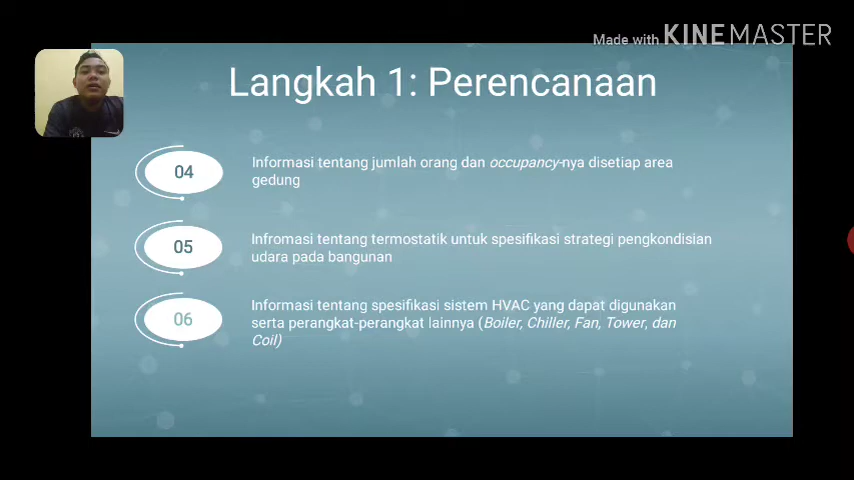 Made with KINEMASTER
Langkah 1: Perencanaan
04
Informasi tentang jumlah orang dan occupancy-nya disetiap area
gedung
05
Infromasi tentang termostatik untuk spesifikasi strategi pengkondisian
udara pada bangunan
06
Informasi tentang spesifikasi sistem HVAC yang dapat digunakan
serta perangkat-perangkat lainnya (Boiler, Chiller, Fan, Tower, dan
Coil)